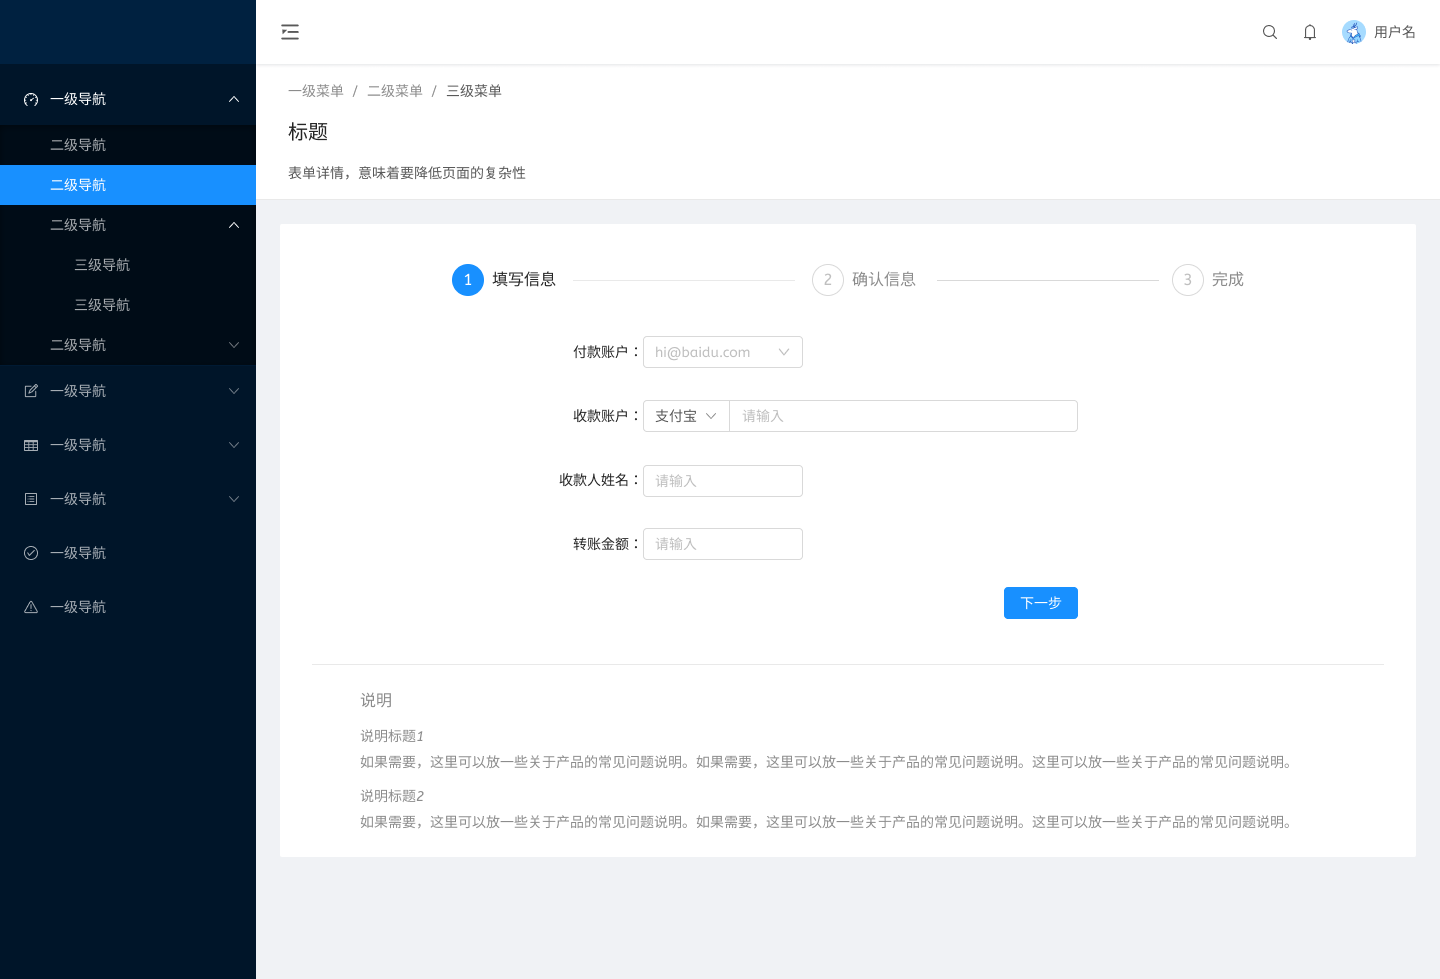 用户名
一级导航
二级导航
二级导航
二级导航
三级导航
三级导航
二级导航
一级导航
一级导航
一级导航
一级导航
一级导航
一级菜单 / 二级菜单 / 三级菜单
标题
表单详情，意味着要降低页面的复杂性
1 填写信息 2 确认信息 3 完成
付款账户： hi@baidu.com
收款账户： 支付宝 请输入
收款人姓名： 请输入
转账金额： 请输入
下一步
说明
说明标题1
如果需要，这里可以放一些关于产品的常见问题说明。如果需要，这里可以放一些关于产品的常见问题说明。这里可以放一些关于产品的常见问题说明。
说明标题2
如果需要，这里可以放一些关于产品的常见问题说明。如果需要，这里可以放一些关于产品的常见问题说明。这里可以放一些关于产品的常见问题说明。